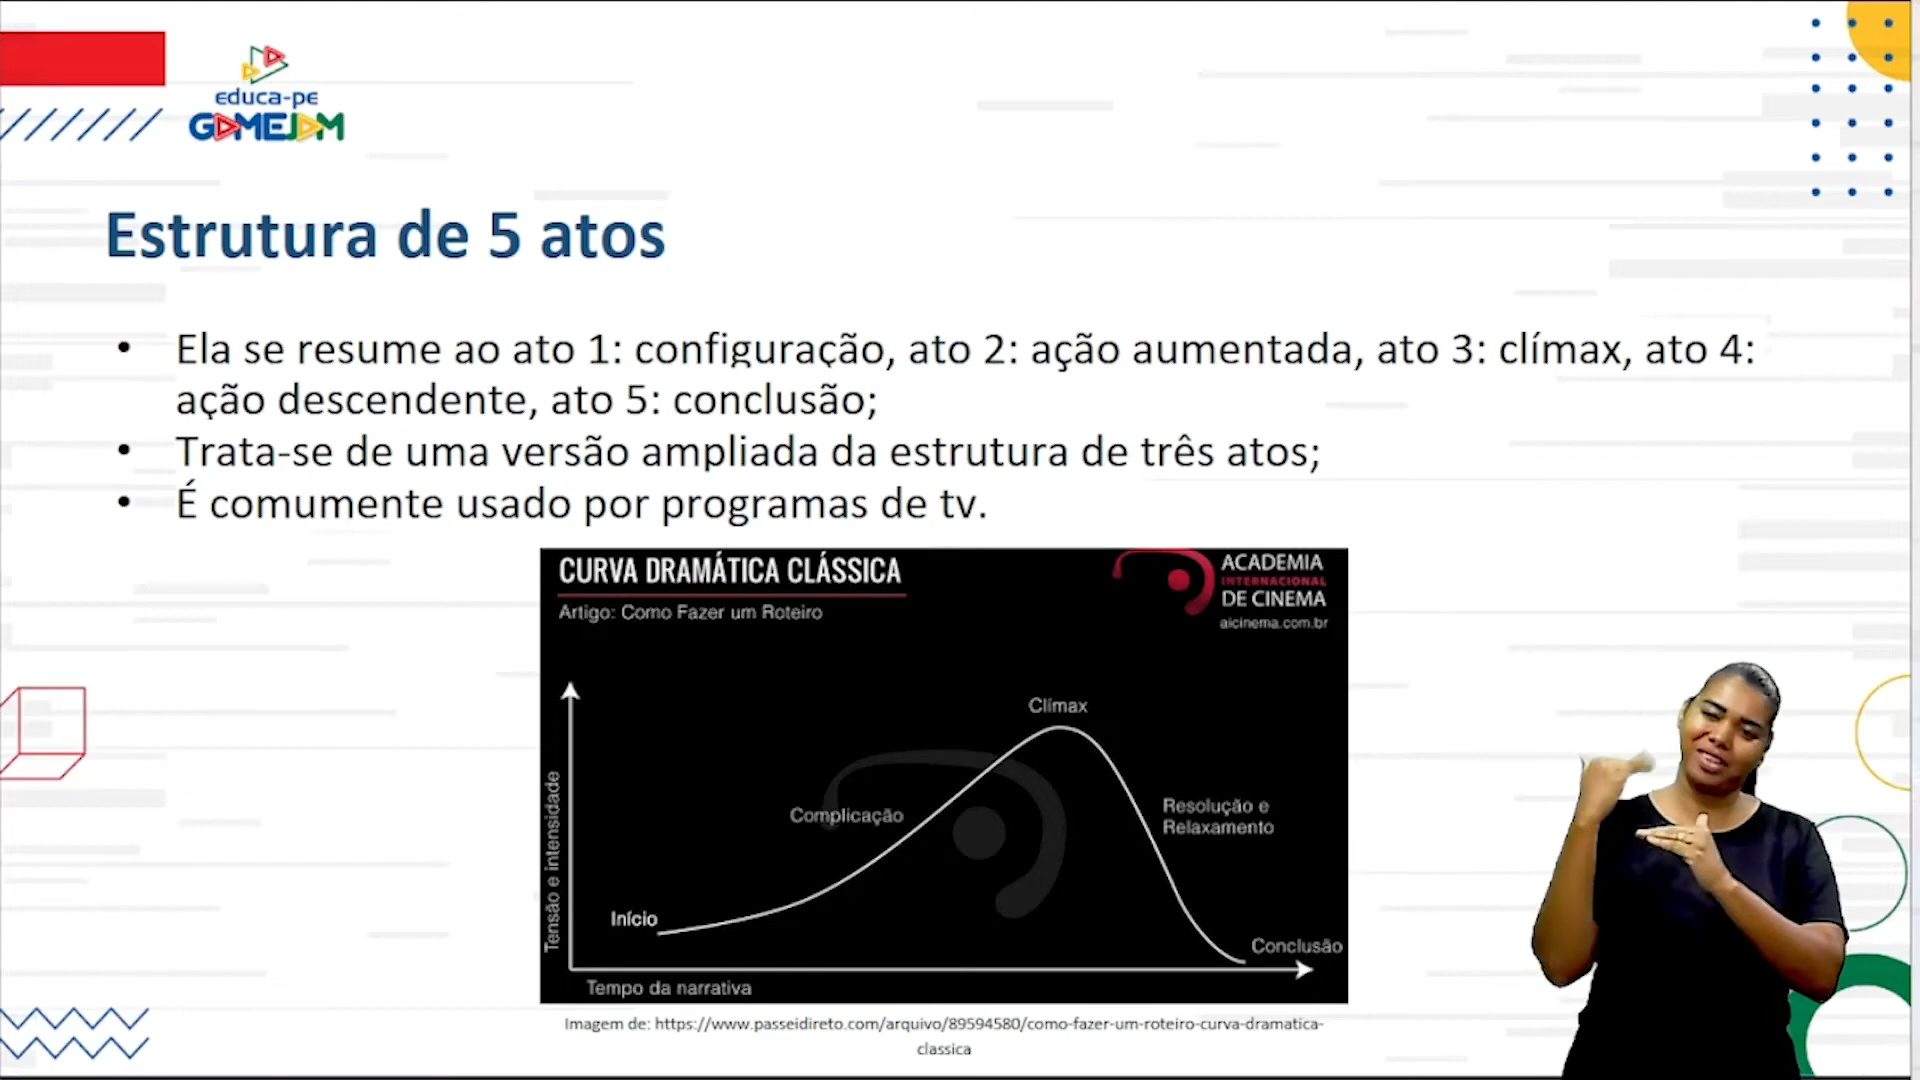 educa-pe
GAMEJAM
Estrutura de 5 atos
• Ela se resume ao ato 1: configuração, ato 2: ação aumentada, ato 3: clímax, ato 4:
ação descendente, ato 5: conclusão;
• Trata-se de uma versão ampliada da estrutura de três atos;
• É comumente usado por programas de tv.
CURVA DRAMÁTICA CLÁSSICA
Artigo: Como Fazer um Roteiro
ACADEMIA
INTERNACIONAL
DE CINEMA
aicinema.com.br
Tensão e intensidade
Clímax
Complicação
Resolução e
Relaxamento
Início
Conclusão
Tempo da narrativa
Imagem de: https://www.passeidireto.com/arquivo/89594580/como-fazer-um-roteiro-curva-dramatica-
classica